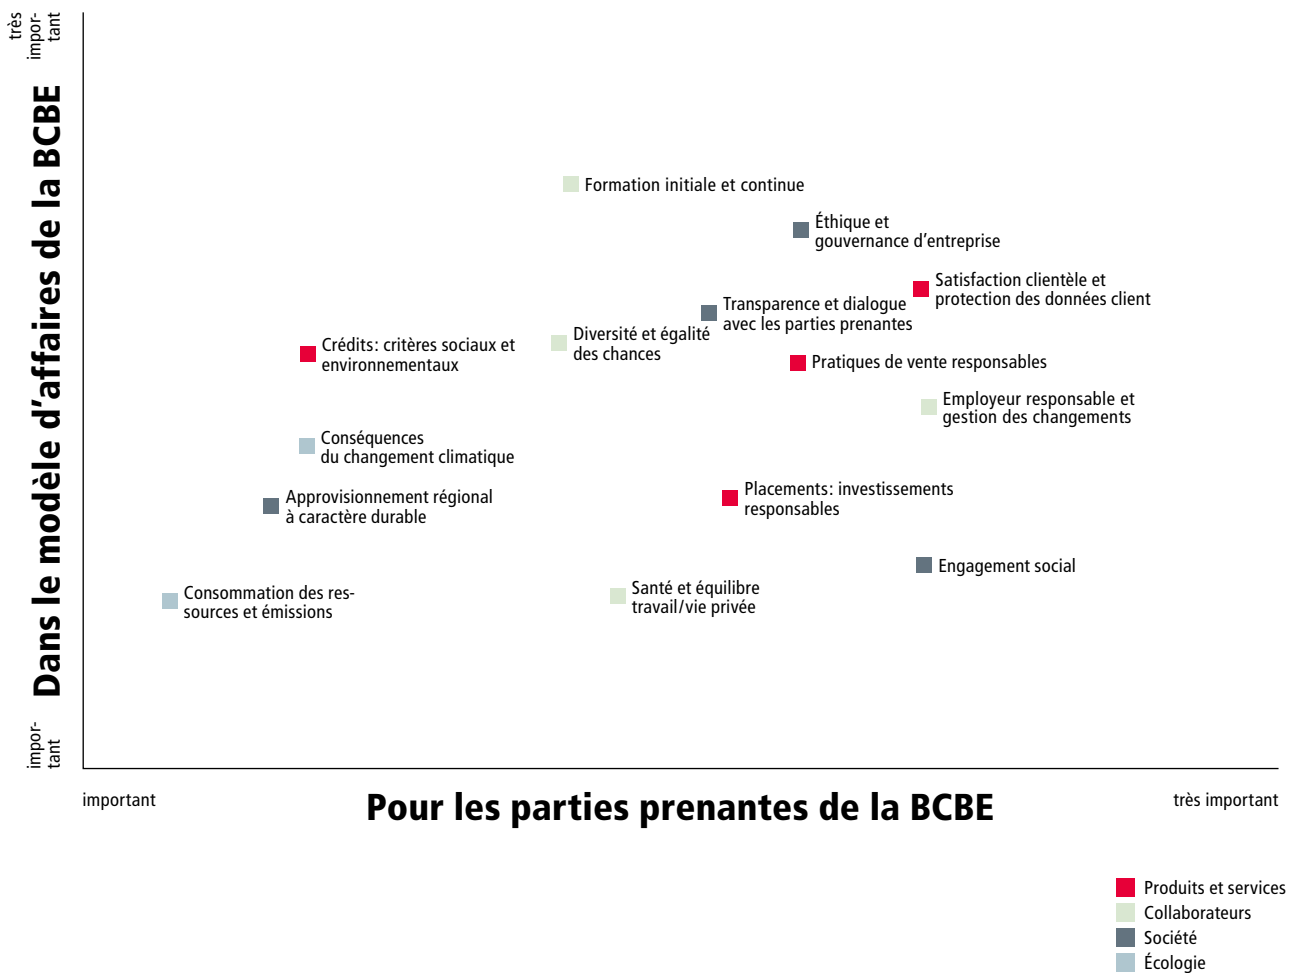 très
impor-
tant
Dans le modèle d’affaires de la BCBE
impor-
tant
Formation initiale et continue
Éthique et
gouvernance d’entreprise
Satisfaction clientèle et
protection des données client
Transparence et dialogue
avec les parties prenantes
Diversité et égalité
des chances
Crédits: critères sociaux et
environnementaux
Pratiques de vente responsables
Employeur responsable et
gestion des changements
Conséquences
du changement climatique
Placements: investissements
responsables
Approvisionnement régional
à caractère durable
Engagement social
Santé et équilibre
travail/vie privée
Consommation des res-
sources et émissions
important
Pour les parties prenantes de la BCBE
très important
Produits et services
Collaborateurs
Société
Écologie